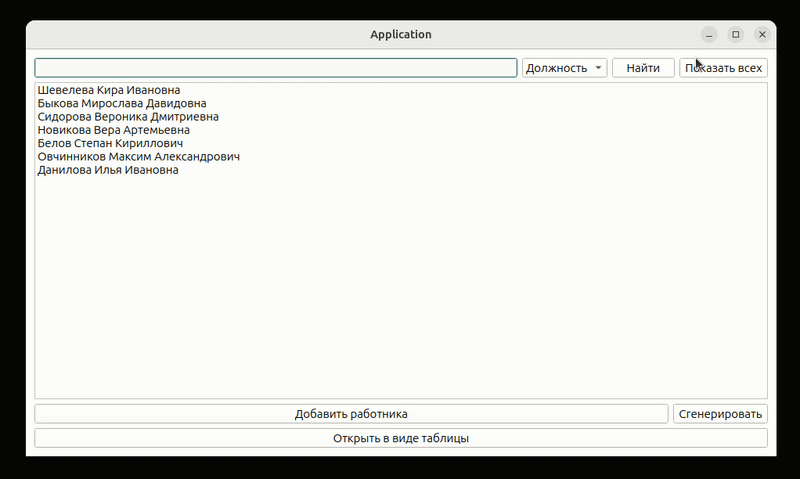 Application
Должность Найти Показать всех
Шевелева Кира Ивановна
Быкова Мирослава Давидовна
Сидорова Вероника Дмитриевна
Новикова Вера Артемьевна
Белов Степан Кириллович
Овчинников Максим Александрович
Данилова Илья Ивановна
Добавить работника Сгенерировать
Открыть в виде таблицы